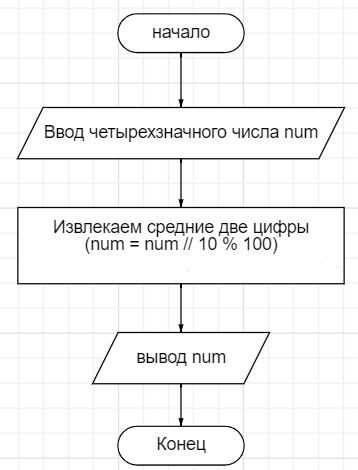 начало
Ввод четырехзначного числа num
Извлекаем средние две цифры
(num = num // 10 % 100)
вывод num
Конец